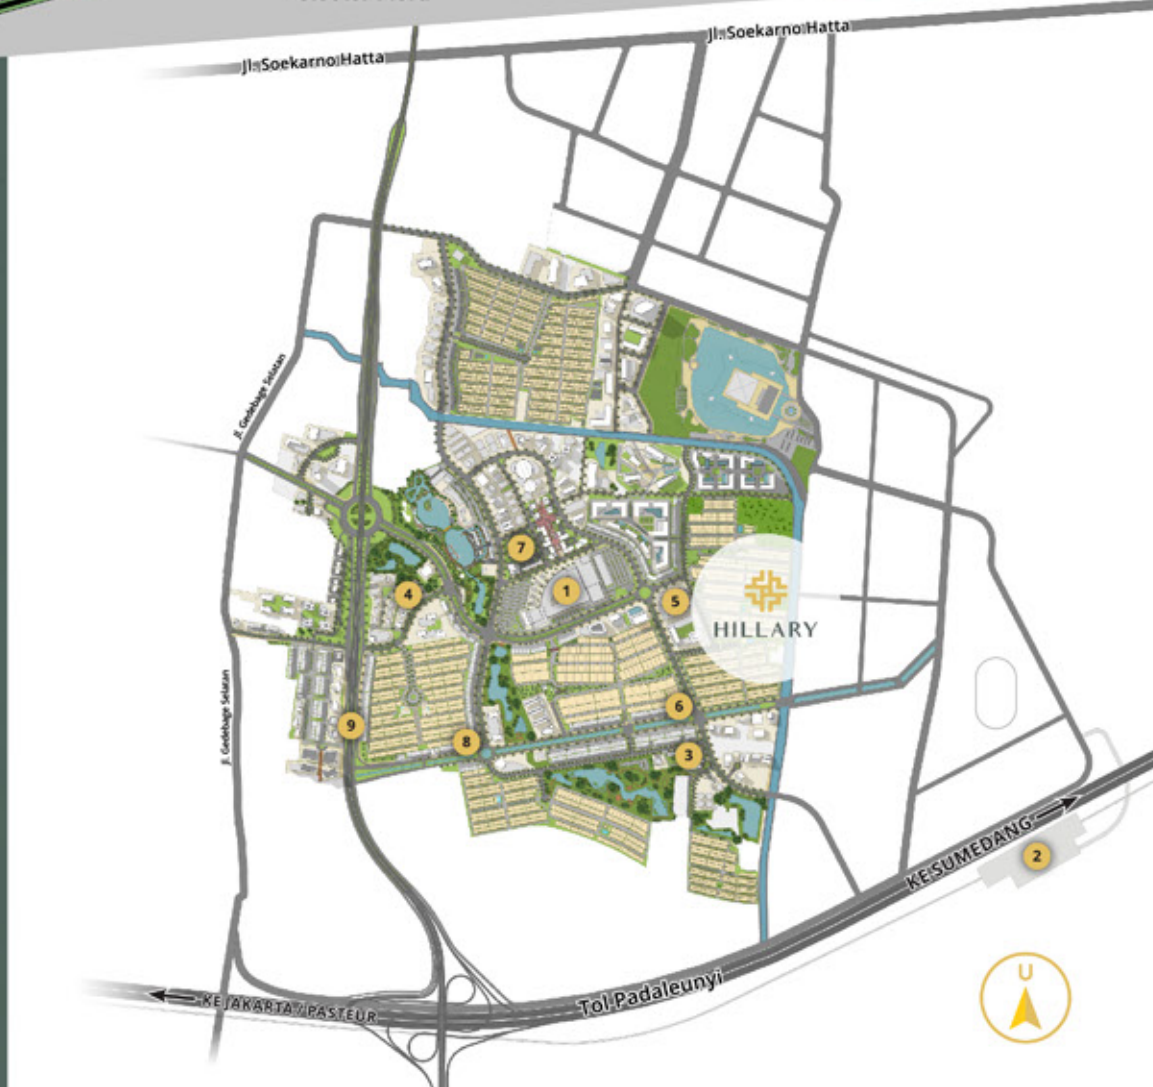 Jl. Soekarno Hatta
Jl. Soekarno Hatta
Jl. Gedebage Selatan
7
1
4
5
HILLARY
6
9
8
3
Jl. Gedebage Selatan
KE SUMEDANG
2
U
Tol Padaleunyi
KE JAKARTA / PASTEUR